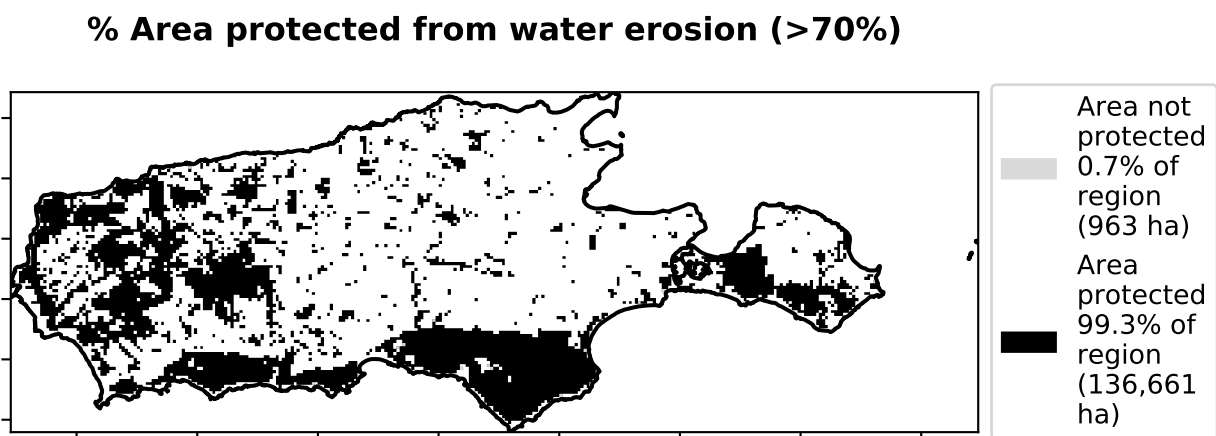 % Area protected from water erosion (>70%)
Area not
protected
0.7% of
region
(963 ha)
Area
protected
99.3% of
region
(136,661
ha)